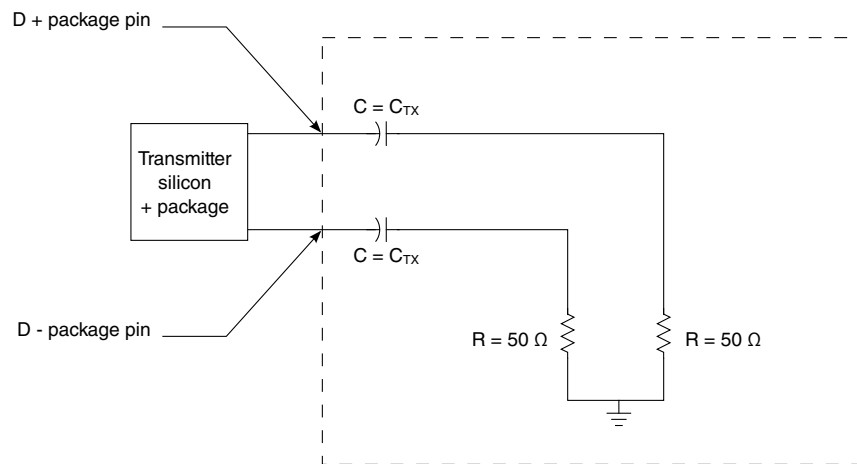 D + package pin
C = CTX
Transmitter
silicon
+ package
C = CTX
D - package pin
R = 50 Ω
R = 50 Ω